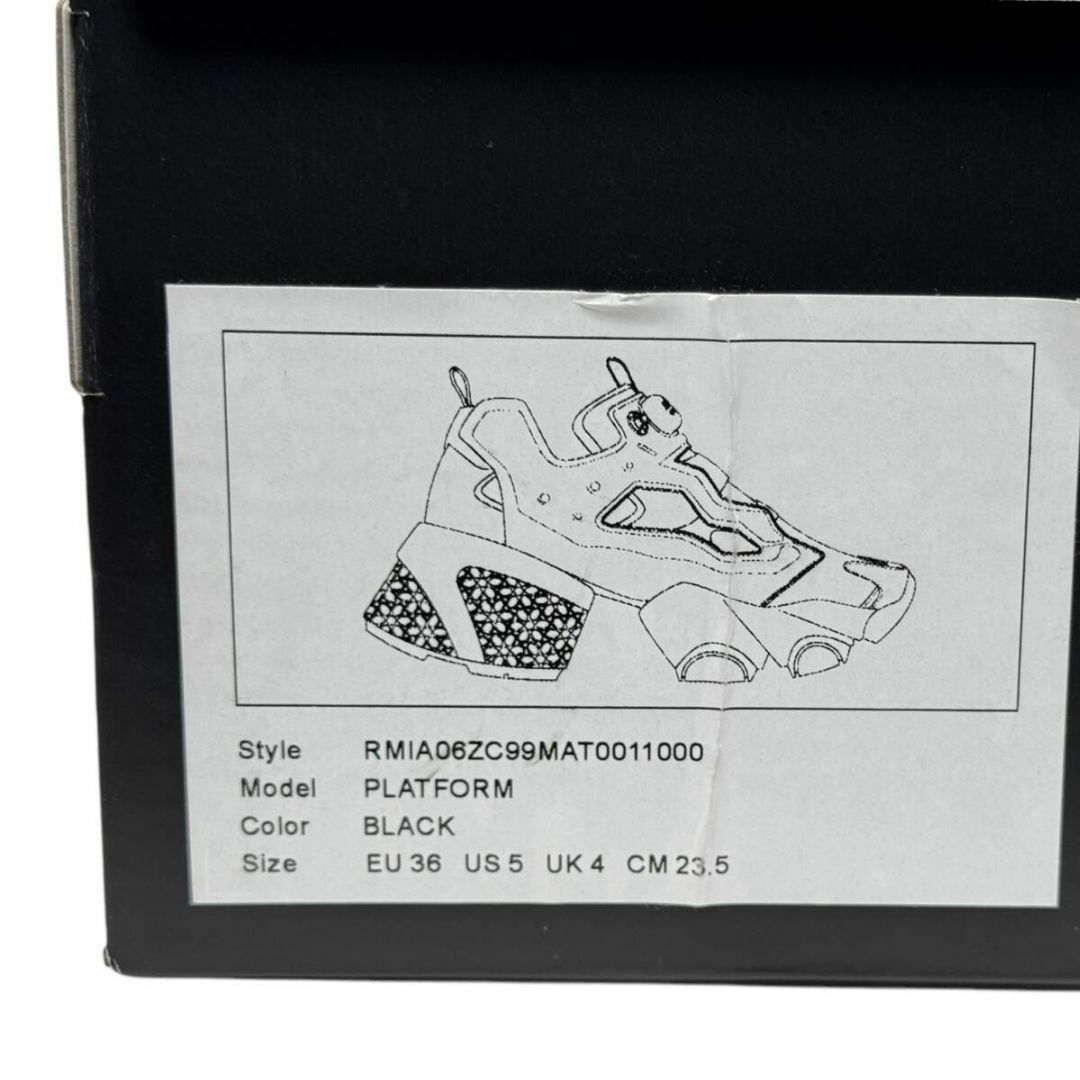 Style RMIA06ZC99MAT0011000
Model PLATFORM
Color BLACK
Size EU 36 US 5 UK 4 CM 23.5